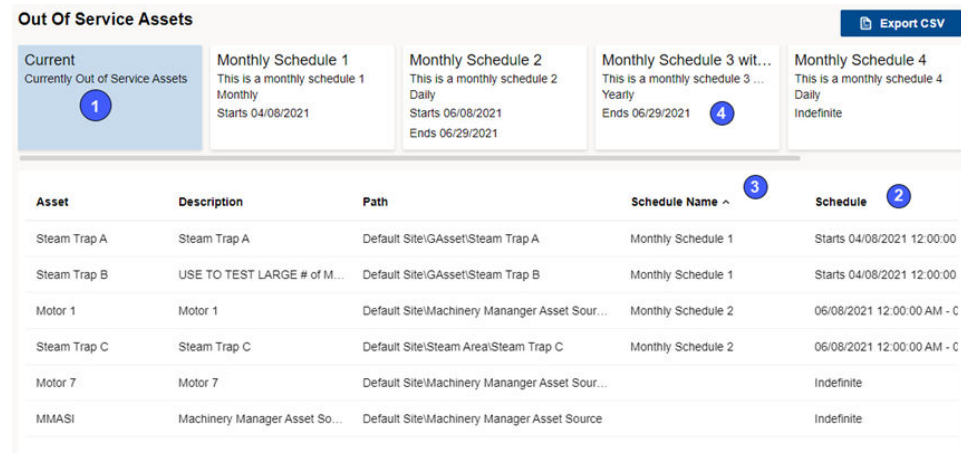 Out Of Service Assets
Export CSV
Current
Currently Out of Service Assets
1
Monthly Schedule 1
This is a monthly schedule 1
Monthly
Starts 04/08/2021
Monthly Schedule 2
This is a monthly schedule 2
Daily
Starts 06/08/2021
Ends 06/29/2021
Monthly Schedule 3 wit...
This is a monthly schedule 3 ...
Yearly
Ends 06/29/2021 4
Monthly Schedule 4
This is a monthly schedule 4
Daily
Indefinite
Asset Description Path Schedule Name 3 Schedule 2
Steam Trap A Steam Trap A Default Site\GAsset\Steam Trap A Monthly Schedule 1 Starts 04/08/2021 12:00:00
Steam Trap B USE TO TEST LARGE # of M... Default Site\GAsset\Steam Trap B Monthly Schedule 1 Starts 04/08/2021 12:00:00
Motor 1 Motor 1 Default Site\Machinery Mananger Asset Sour... Monthly Schedule 2 06/08/2021 12:00:00 AM - 0
Steam Trap C Steam Trap C Default Site\Steam Area\Steam Trap C Monthly Schedule 2 06/08/2021 12:00:00 AM - 0
Motor 7 Motor 7 Default Site\Machinery Mananger Asset Sour... Indefinite
MMASI Machinery Manager Asset So... Default Site\Machinery Manager Asset Source Indefinite